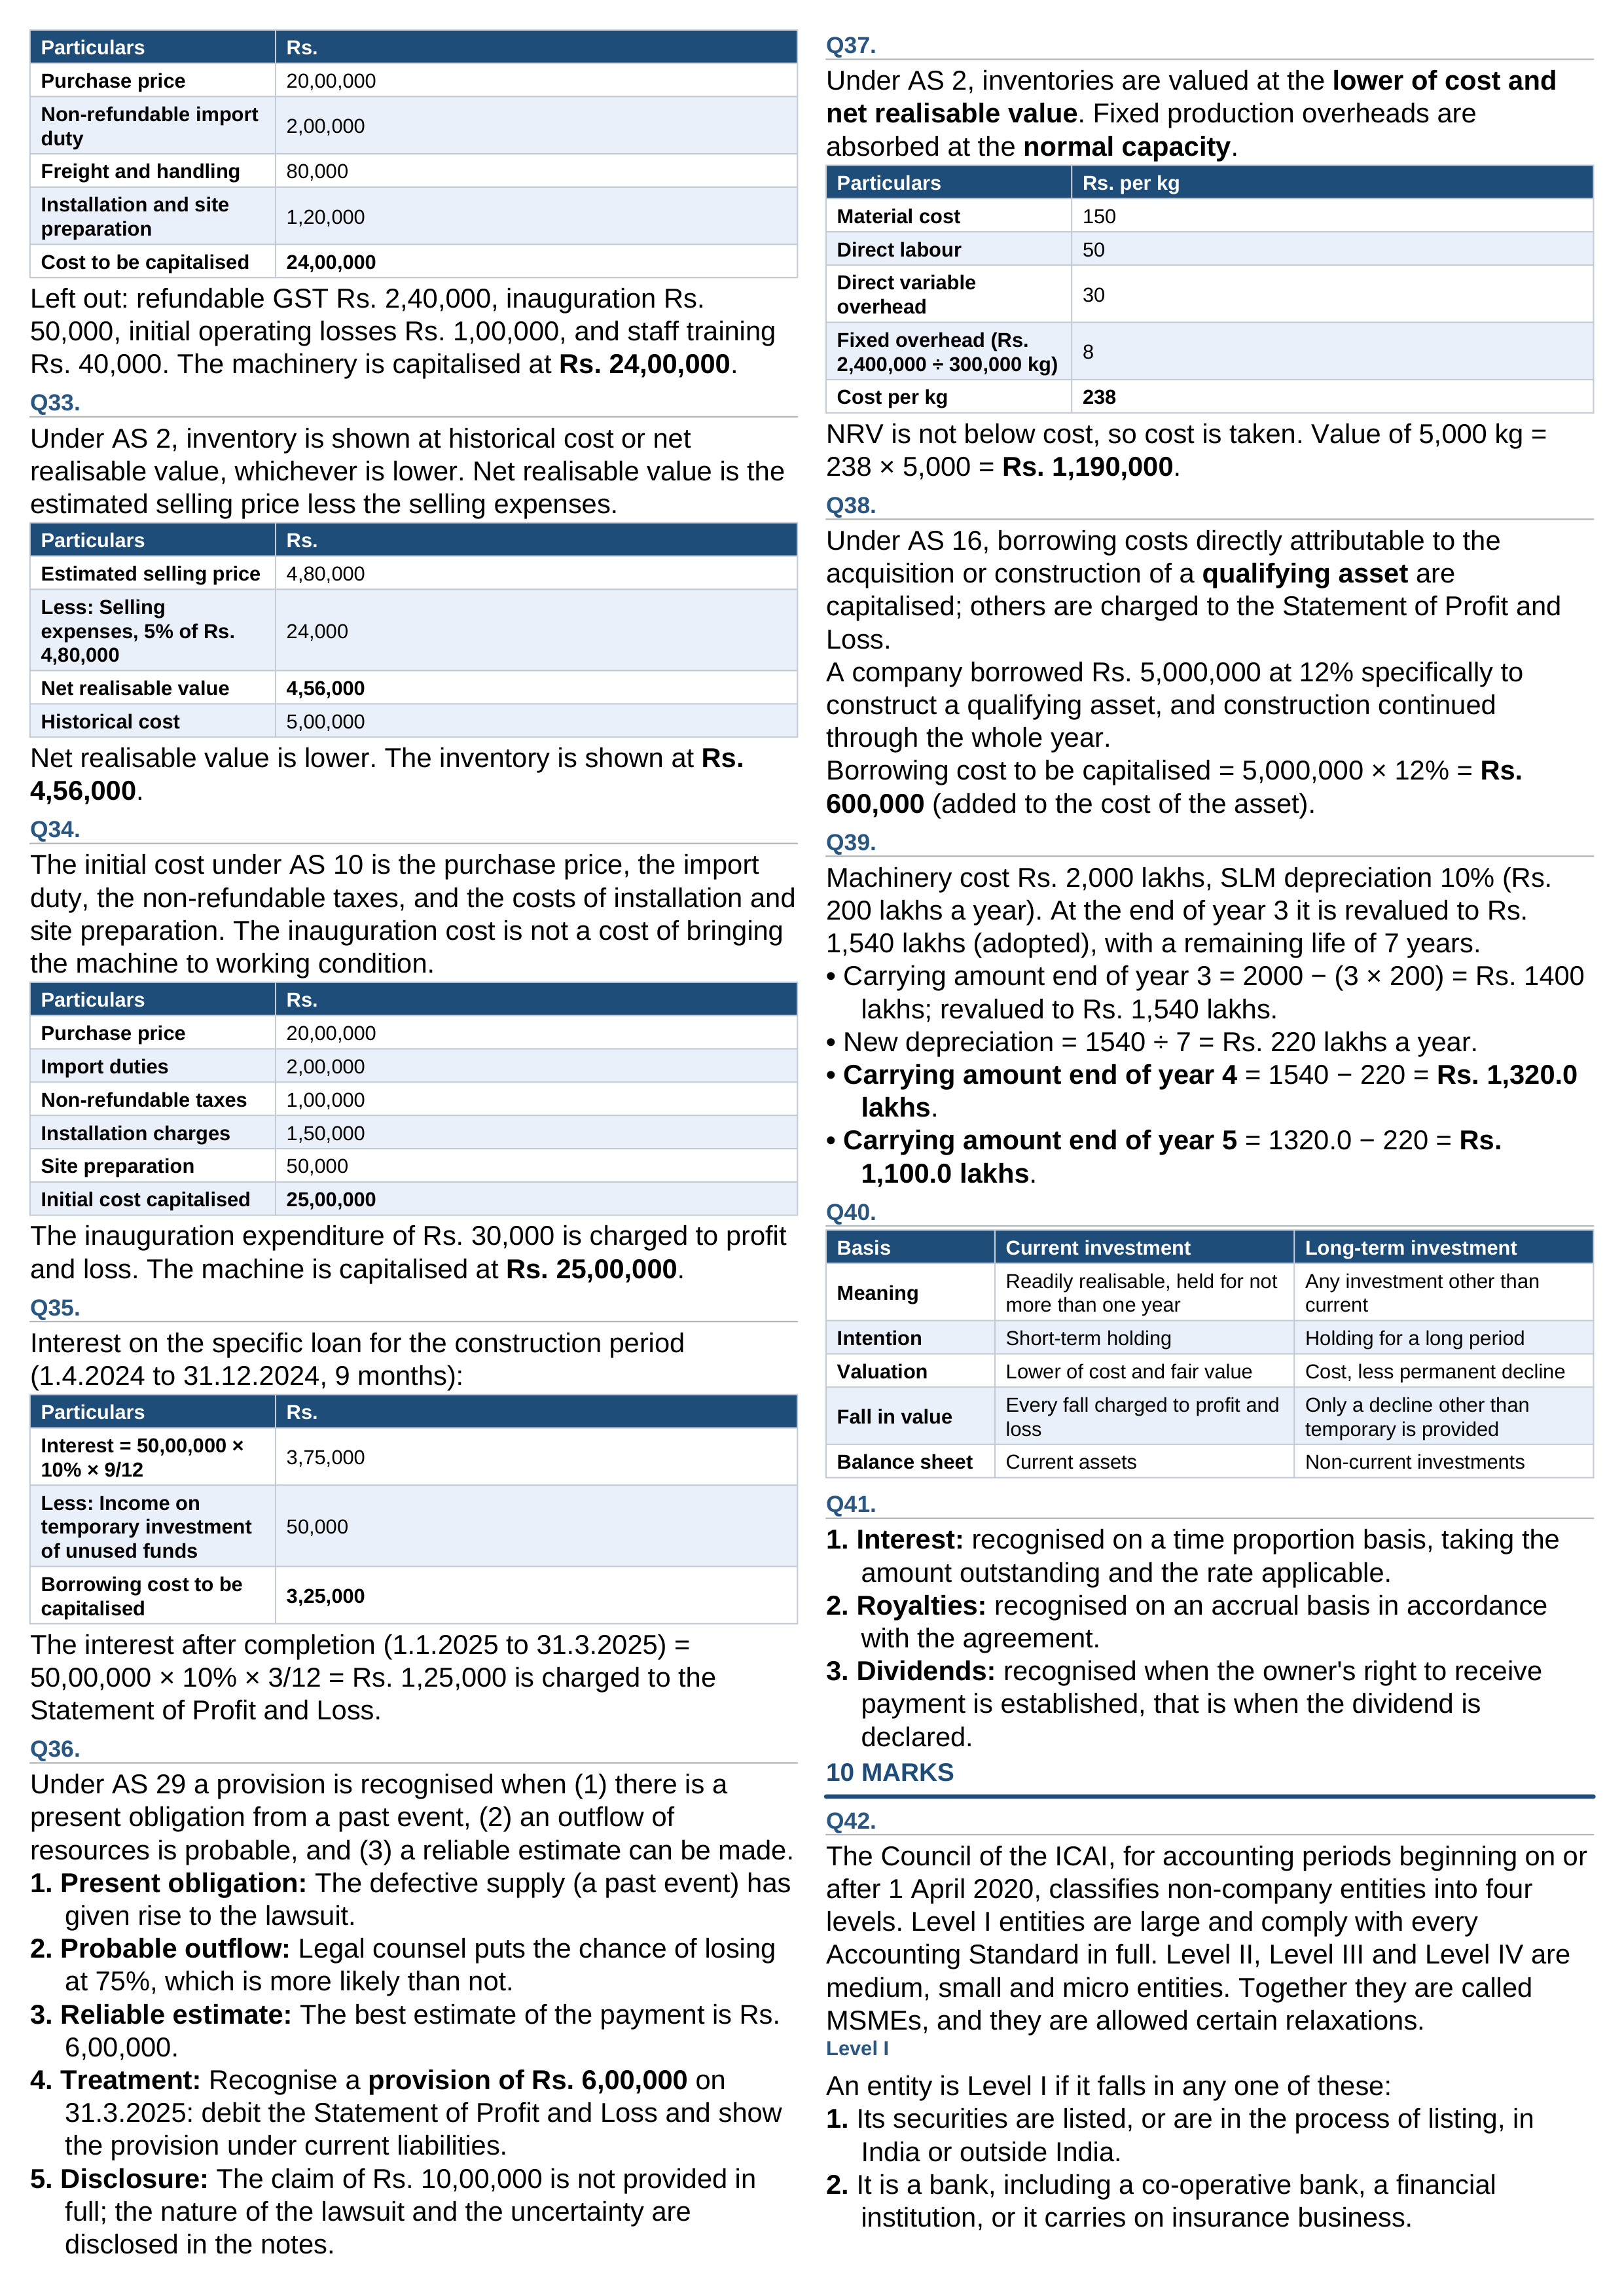 Particulars Rs.
Purchase price 20,00,000
Non-refundable import
duty 2,00,000
Freight and handling 80,000
Installation and site
preparation 1,20,000
Cost to be capitalised 24,00,000
Left out: refundable GST Rs. 2,40,000, inauguration Rs.
50,000, initial operating losses Rs. 1,00,000, and staff training
Rs. 40,000. The machinery is capitalised at Rs. 24,00,000.
Q33.
Under AS 2, inventory is shown at historical cost or net
realisable value, whichever is lower. Net realisable value is the
estimated selling price less the selling expenses.
Particulars Rs.
Estimated selling price 4,80,000
Less: Selling
expenses, 5% of Rs.
4,80,000 24,000
Net realisable value 4,56,000
Historical cost 5,00,000
Net realisable value is lower. The inventory is shown at Rs.
4,56,000.
Q34.
The initial cost under AS 10 is the purchase price, the import
duty, the non-refundable taxes, and the costs of installation and
site preparation. The inauguration cost is not a cost of bringing
the machine to working condition.
Particulars Rs.
Purchase price 20,00,000
Import duties 2,00,000
Non-refundable taxes 1,00,000
Installation charges 1,50,000
Site preparation 50,000
Initial cost capitalised 25,00,000
The inauguration expenditure of Rs. 30,000 is charged to profit
and loss. The machine is capitalised at Rs. 25,00,000.
Q35.
Interest on the specific loan for the construction period
(1.4.2024 to 31.12.2024, 9 months):
Particulars Rs.
Interest = 50,00,000 ×
10% × 9/12 3,75,000
Less: Income on
temporary investment
of unused funds 50,000
Borrowing cost to be
capitalised 3,25,000
The interest after completion (1.1.2025 to 31.3.2025) =
50,00,000 × 10% × 3/12 = Rs. 1,25,000 is charged to the
Statement of Profit and Loss.
Q36.
Under AS 29 a provision is recognised when (1) there is a
present obligation from a past event, (2) an outflow of
resources is probable, and (3) a reliable estimate can be made.
1. Present obligation: The defective supply (a past event) has
given rise to the lawsuit.
2. Probable outflow: Legal counsel puts the chance of losing
at 75%, which is more likely than not.
3. Reliable estimate: The best estimate of the payment is Rs.
6,00,000.
4. Treatment: Recognise a provision of Rs. 6,00,000 on
31.3.2025: debit the Statement of Profit and Loss and show
the provision under current liabilities.
5. Disclosure: The claim of Rs. 10,00,000 is not provided in
full; the nature of the lawsuit and the uncertainty are
disclosed in the notes.
Q37.
Under AS 2, inventories are valued at the lower of cost and
net realisable value. Fixed production overheads are
absorbed at the normal capacity.
Particulars Rs. per kg
Material cost 150
Direct labour 50
Direct variable
overhead 30
Fixed overhead (Rs.
2,400,000 ÷ 300,000 kg) 8
Cost per kg 238
NRV is not below cost, so cost is taken. Value of 5,000 kg =
238 × 5,000 = Rs. 1,190,000.
Q38.
Under AS 16, borrowing costs directly attributable to the
acquisition or construction of a qualifying asset are
capitalised; others are charged to the Statement of Profit and
Loss.
A company borrowed Rs. 5,000,000 at 12% specifically to
construct a qualifying asset, and construction continued
through the whole year.
Borrowing cost to be capitalised = 5,000,000 × 12% = Rs.
600,000 (added to the cost of the asset).
Q39.
Machinery cost Rs. 2,000 lakhs, SLM depreciation 10% (Rs.
200 lakhs a year). At the end of year 3 it is revalued to Rs.
1,540 lakhs (adopted), with a remaining life of 7 years.
• Carrying amount end of year 3 = 2000 − (3 × 200) = Rs. 1400
lakhs; revalued to Rs. 1,540 lakhs.
• New depreciation = 1540 ÷ 7 = Rs. 220 lakhs a year.
• Carrying amount end of year 4 = 1540 − 220 = Rs. 1,320.0
lakhs.
• Carrying amount end of year 5 = 1320.0 − 220 = Rs.
1,100.0 lakhs.
Q40.
Basis Current investment Long-term investment
Meaning Readily realisable, held for not more than one year Any investment other than current
Intention Short-term holding Holding for a long period
Valuation Lower of cost and fair value Cost, less permanent decline
Fall in value Every fall charged to profit and loss Only a decline other than temporary is provided
Balance sheet Current assets Non-current investments
Q41.
1. Interest: recognised on a time proportion basis, taking the
amount outstanding and the rate applicable.
2. Royalties: recognised on an accrual basis in accordance
with the agreement.
3. Dividends: recognised when the owner's right to receive
payment is established, that is when the dividend is
declared.
10 MARKS
Q42.
The Council of the ICAI, for accounting periods beginning on or
after 1 April 2020, classifies non-company entities into four
levels. Level I entities are large and comply with every
Accounting Standard in full. Level II, Level III and Level IV are
medium, small and micro entities. Together they are called
MSMEs, and they are allowed certain relaxations.
Level I
An entity is Level I if it falls in any one of these:
1. Its securities are listed, or are in the process of listing, in
India or outside India.
2. It is a bank, including a co-operative bank, a financial
institution, or it carries on insurance business.